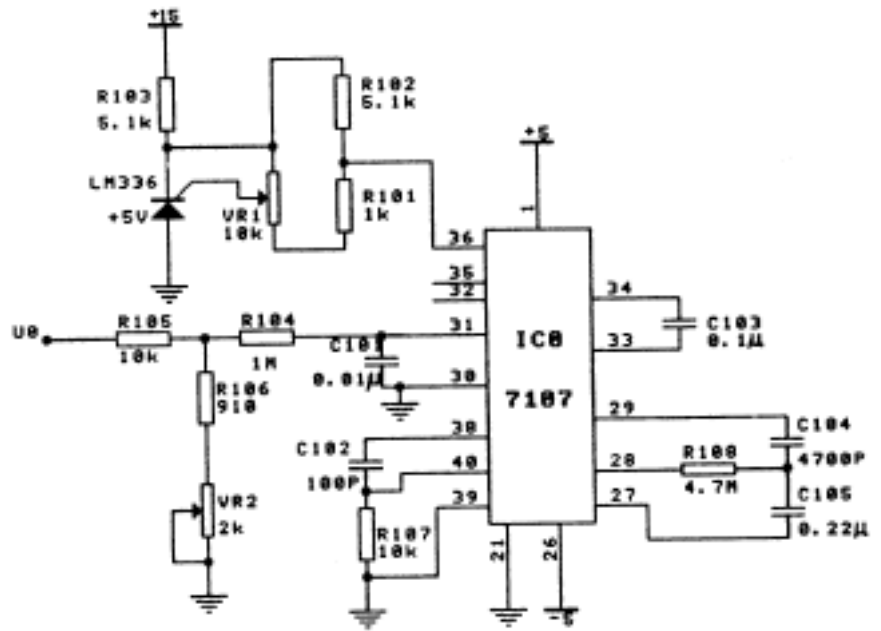 +15
R103
5.1k
R102
5.1k
LM336
+5V
VR1
10k
R101
1k
+5
1
36
35
32
31
30
38
40
39
34
33
29
28
27
21
26
IC0
7107
C103
0.1μ
U0
R105
10k
R104
1M
C101
0.01μ
R106
910
VR2
2k
C102
100P
R107
10k
C104
4700P
R108
4.7M
C105
0.22μ
-5